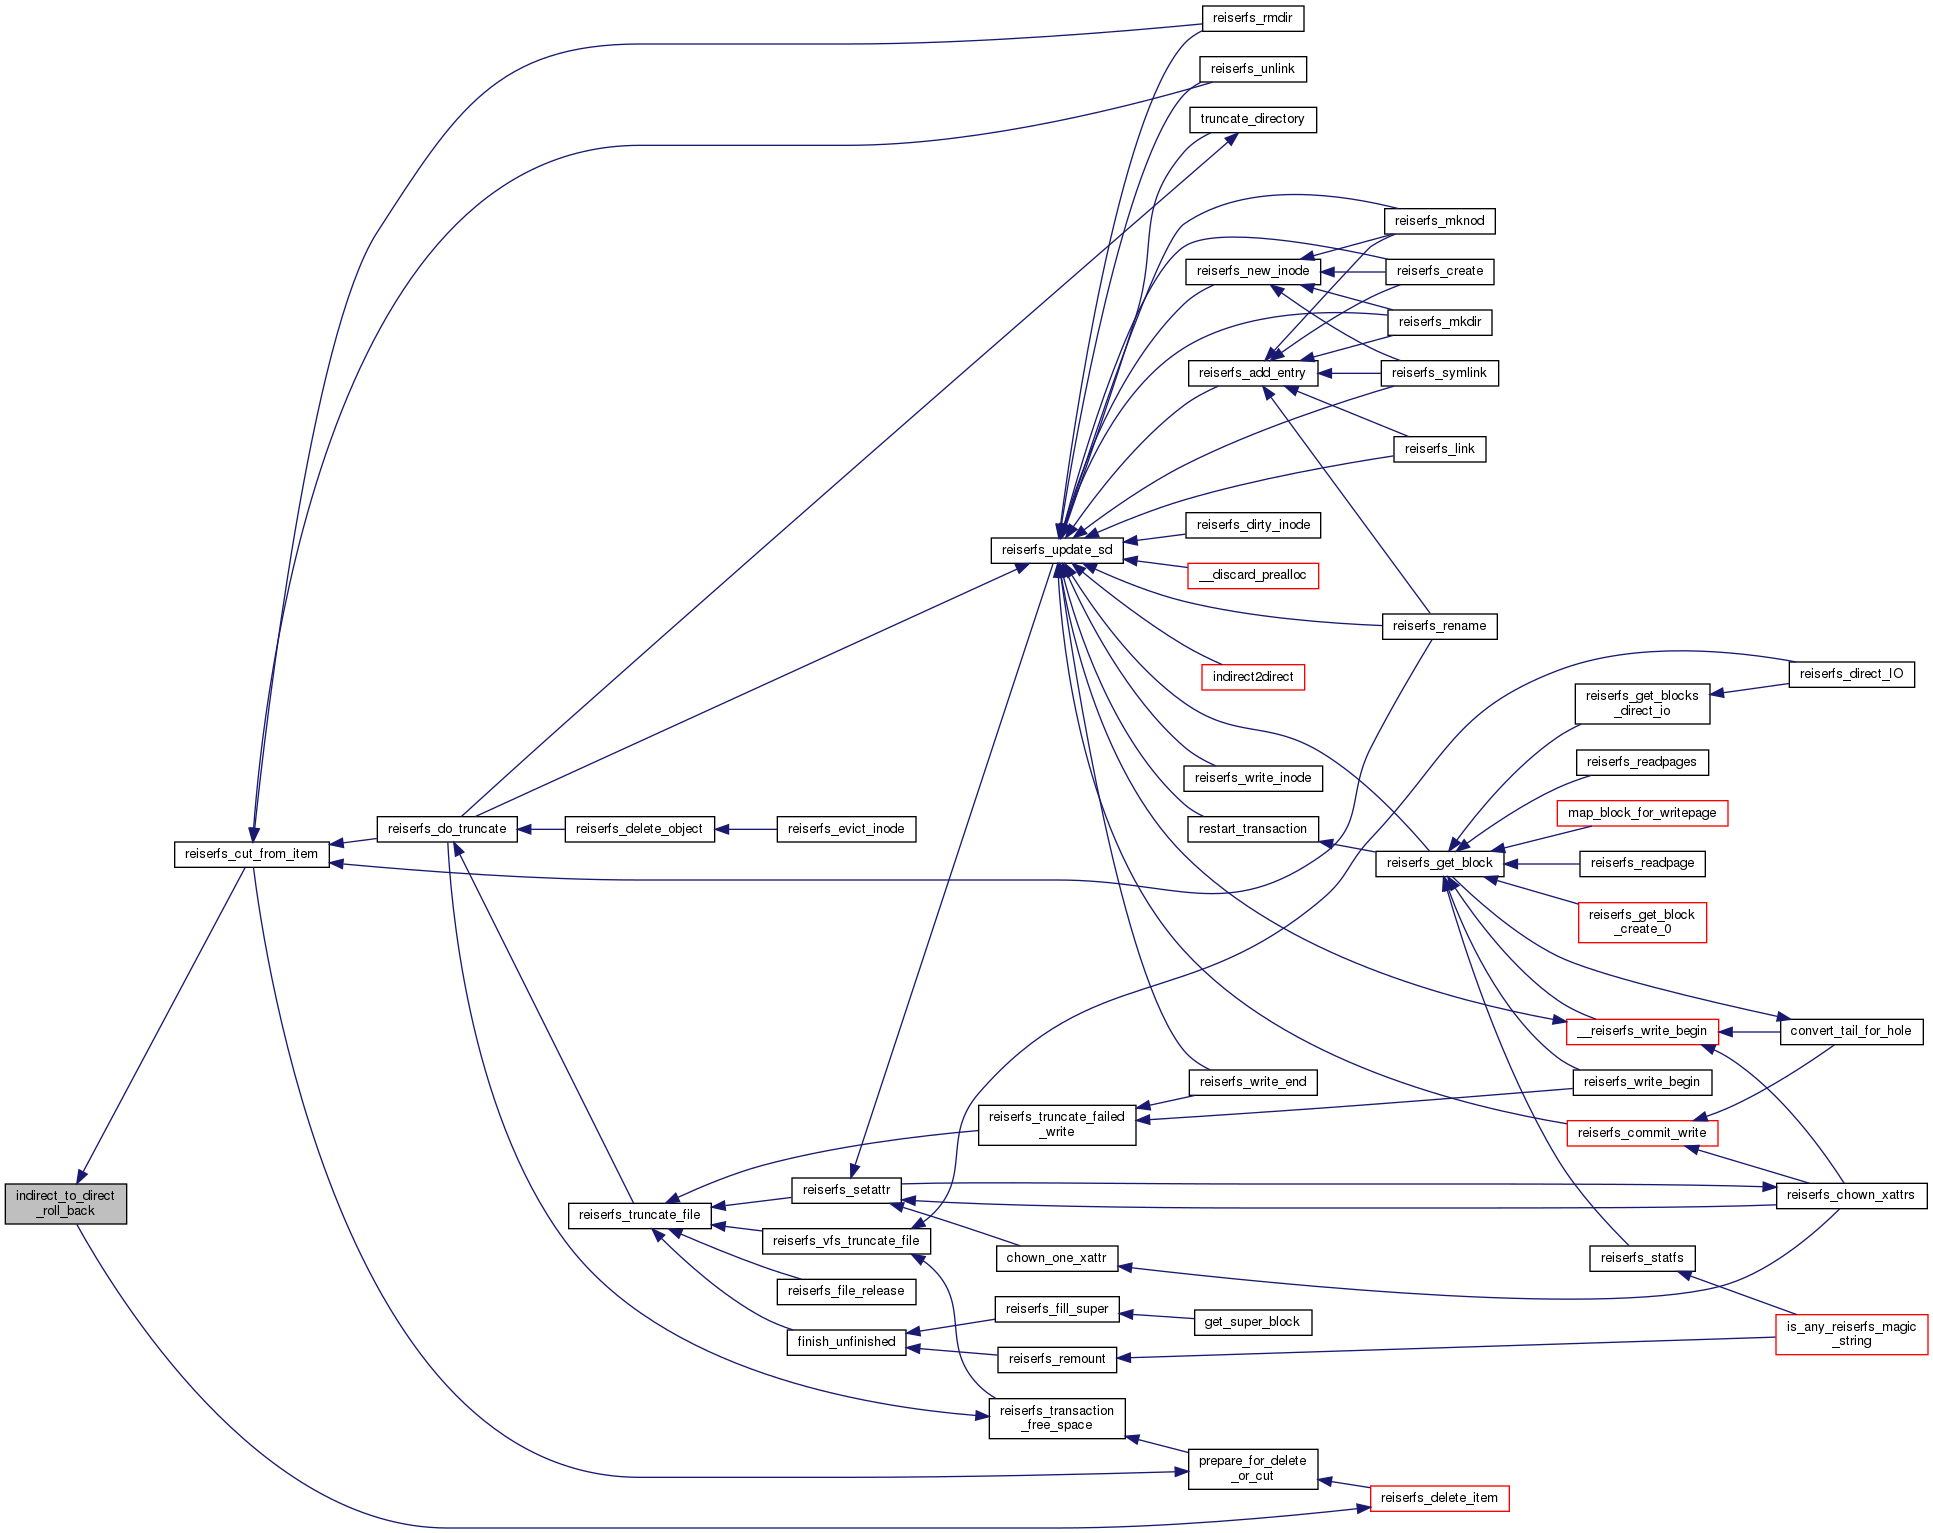 reiserfs_rmdir
reiserfs_unlink
truncate_directory
reiserfs_mknod
reiserfs_new_inode
reiserfs_create
reiserfs_mkdir
reiserfs_add_entry
reiserfs_symlink
reiserfs_link
reiserfs_dirty_inode
reiserfs_update_sd
__discard_prealloc
reiserfs_rename
indirect2direct
reiserfs_direct_IO
reiserfs_get_blocks
_direct_io
reiserfs_readpages
reiserfs_write_inode
map_block_for_writepage
reiserfs_do_truncate
reiserfs_delete_object
reiserfs_evict_inode
restart_transaction
reiserfs_cut_from_item
reiserfs_get_block
reiserfs_readpage
reiserfs_get_block
_create_0
__reiserfs_write_begin
convert_tail_for_hole
reiserfs_write_end
reiserfs_write_begin
reiserfs_truncate_failed
_write
reiserfs_commit_write
indirect_to_direct
_roll_back
reiserfs_setattr
reiserfs_chown_xattrs
reiserfs_truncate_file
reiserfs_vfs_truncate_file
chown_one_xattr
reiserfs_statfs
reiserfs_file_release
reiserfs_fill_super
get_super_block
finish_unfinished
is_any_reiserfs_magic
_string
reiserfs_remount
reiserfs_transaction
_free_space
prepare_for_delete
_or_cut
reiserfs_delete_item